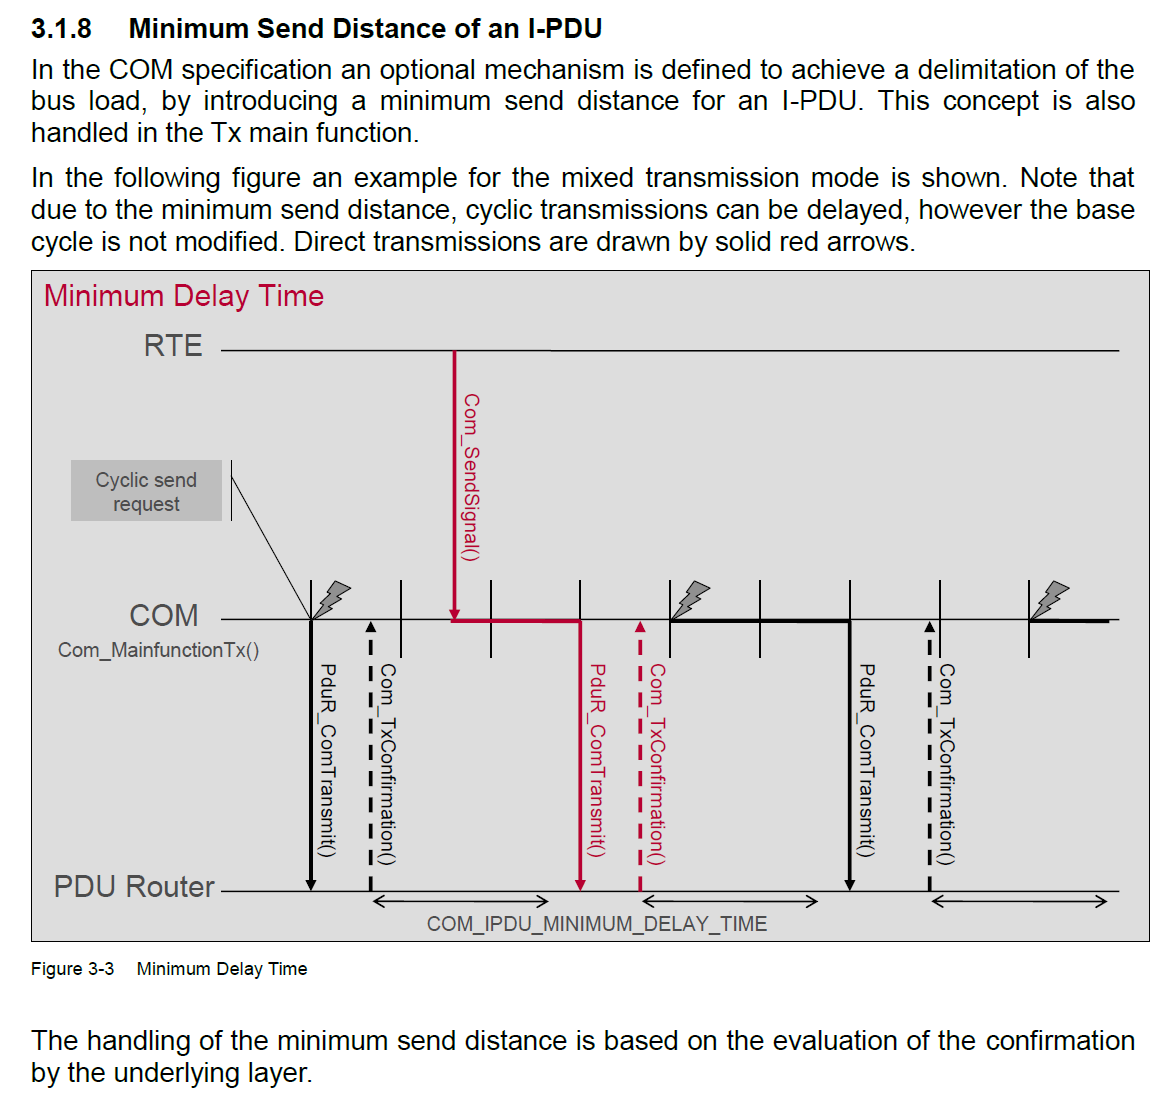 3.1.8 Minimum Send Distance of an I-PDU
In the COM specification an optional mechanism is defined to achieve a delimitation of the
bus load, by introducing a minimum send distance for an I-PDU. This concept is also
handled in the Tx main function.
In the following figure an example for the mixed transmission mode is shown. Note that
due to the minimum send distance, cyclic transmissions can be delayed, however the base
cycle is not modified. Direct transmissions are drawn by solid red arrows.
Minimum Delay Time
RTE
Com_SendSignal()
Cyclic send
request
COM
Com_MainfunctionTx()
PduR_ComTransmit()
Com_TxConfirmation()
PduR_ComTransmit()
Com_TxConfirmation()
PduR_ComTransmit()
Com_TxConfirmation()
PDU Router
COM_IPDU_MINIMUM_DELAY_TIME
Figure 3-3 Minimum Delay Time
The handling of the minimum send distance is based on the evaluation of the confirmation
by the underlying layer.